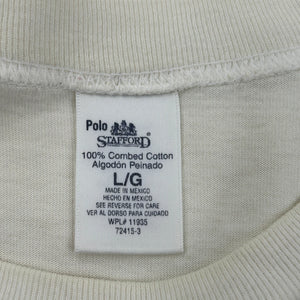 Polo
STAFFORD
100% Combed Cotton
Algodón Peinado
L/G
MADE IN MEXICO
HECHO EN MEXICO
SEE REVERSE FOR CARE
VER AL DORSO PARA CUIDADO
WPL# 11935
72415-3